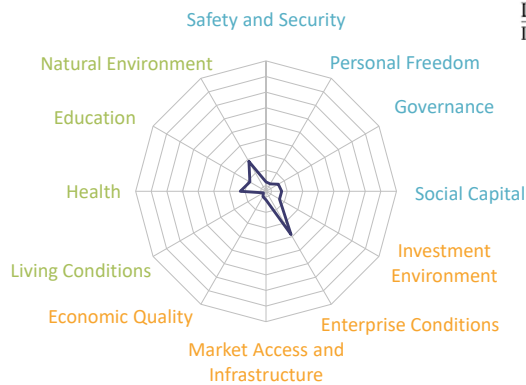 Safety and Security
Natural Environment
Personal Freedom
Education
Governance
Health
Social Capital
Investment
Environment
Living Conditions
Economic Quality
Enterprise Conditions
Market Access and
Infrastructure